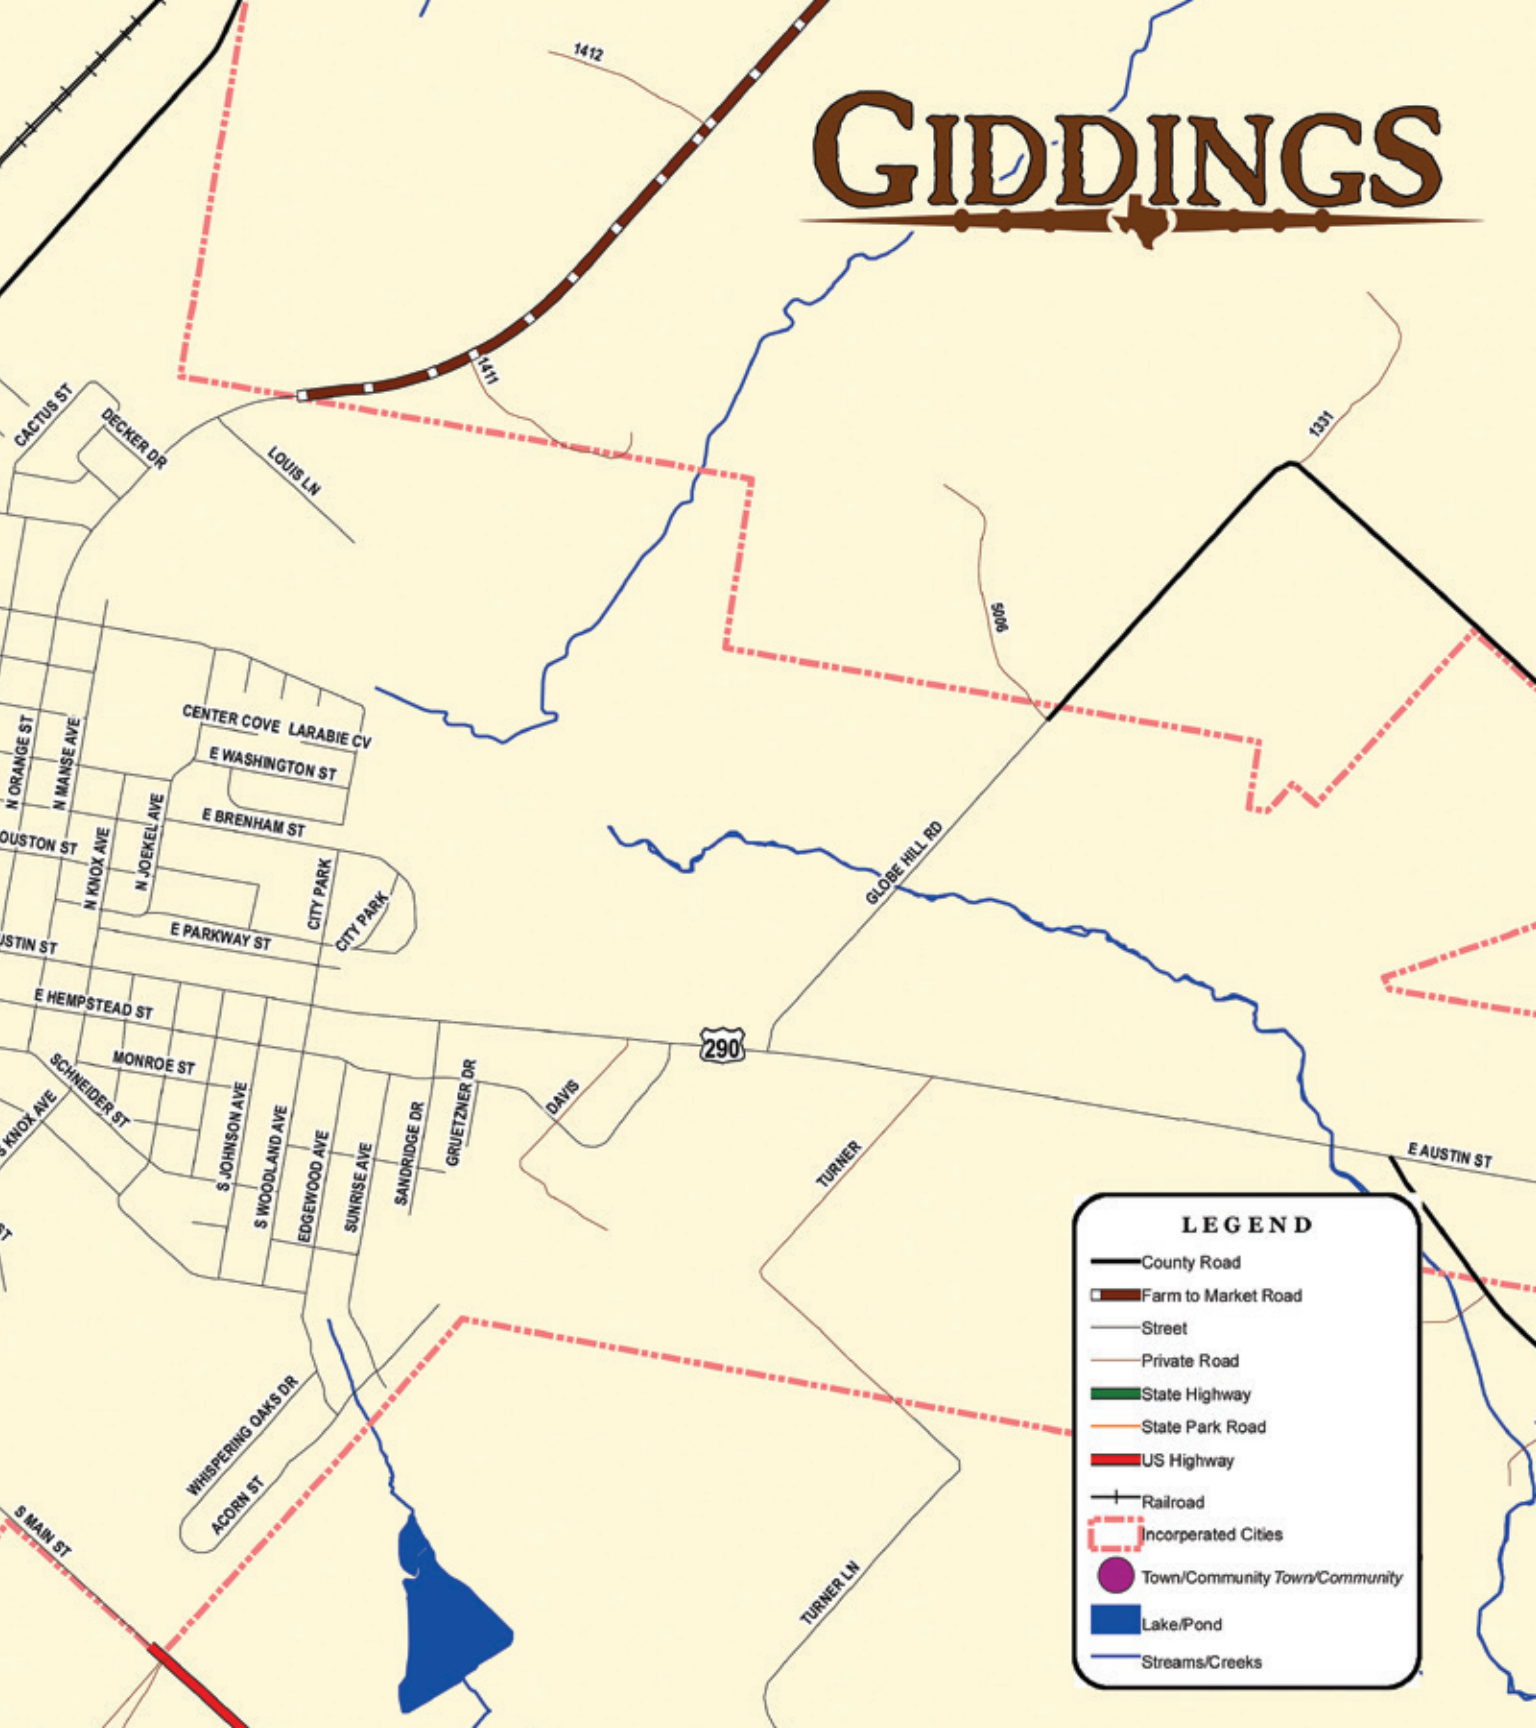 1412
GIDDINGS
1411
CACTUS ST
DECKER DR
LOUIS LN
1331
5006
CENTER COVE
LARABIE CV
N ORANGE ST
N MANSE AVE
E WASHINGTON ST
E BRENHAM ST
OUSTON ST
N KNOX AVE
N JOEKEL AVE
CITY PARK
CITY PARK
GLOBE HILL RD
E PARKWAY ST
USTIN ST
E HEMPSTEAD ST
290
MONROE ST
SCHNEIDER ST
S KNOX AVE
S JOHNSON AVE
S WOODLAND AVE
EDGEWOOD AVE
SUNRISE AVE
SANDRIDGE DR
GRUETZNER DR
DAVIS
TURNER
E AUSTIN ST
ST
WHISPERING OAKS DR
ACORN ST
S MAIN ST
TURNER LN
LEGEND
County Road
Farm to Market Road
Street
Private Road
State Highway
State Park Road
US Highway
Railroad
Incorperated Cities
Town/Community Town/Community
Lake/Pond
Streams/Creeks